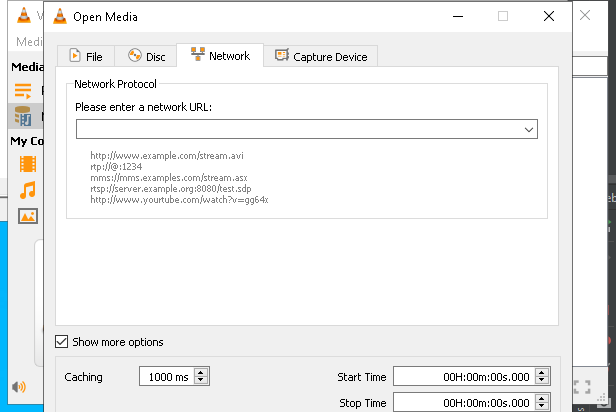 V
Open Media
Medi
File
Disc
Network
Capture Device
Media
Network Protocol
Please enter a network URL:
My Co
http://www.example.com/stream.avi
rtp://@:1234
mms://mms.examples.com/stream.asx
rtsp://server.example.org:8080/test.sdp
http://www.yourtube.com/watch?v=gg64x
Show more options
Caching
1000 ms
Start Time
00H:00m:00s.000
Stop Time
00H:00m:00s.000